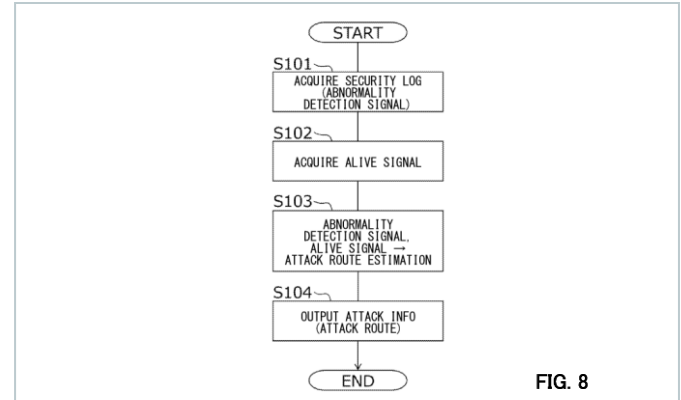 START
S101
ACQUIRE SECURITY LOG
(ABNORMALITY
DETECTION SIGNAL)
S102
ACQUIRE ALIVE SIGNAL
S103
ABNORMALITY
DETECTION SIGNAL,
ALIVE SIGNAL →
ATTACK ROUTE ESTIMATION
S104
OUTPUT ATTACK INFO
(ATTACK ROUTE)
END
FIG. 8